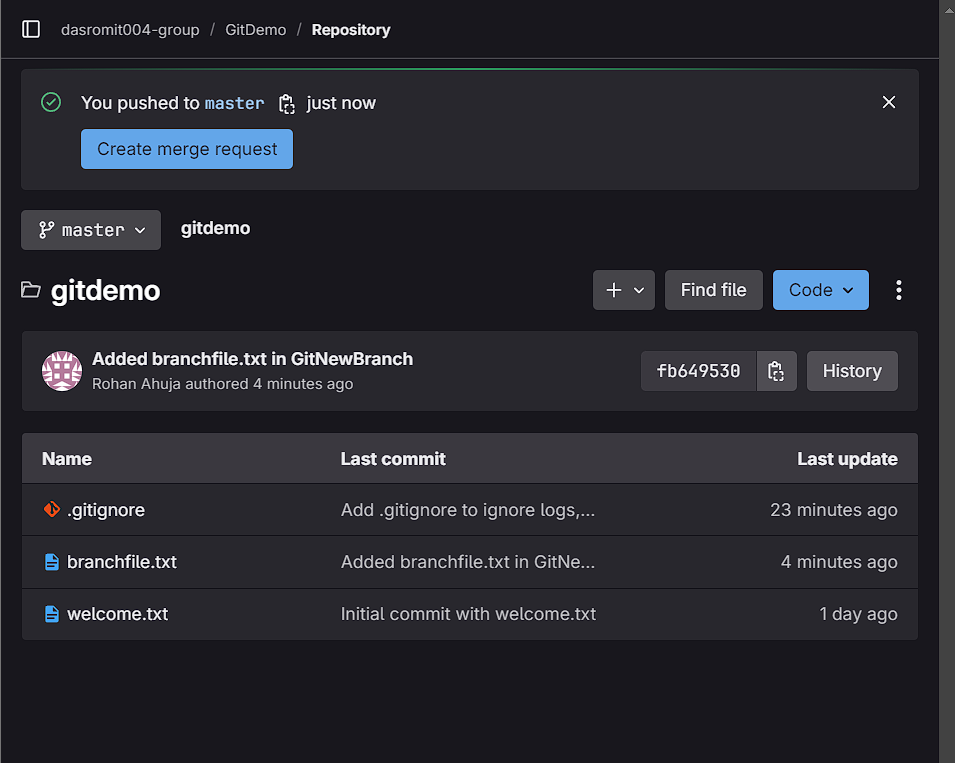 dasromit004-group / GitDemo / Repository
You pushed to master just now
Create merge request
master gitdemo
gitdemo
Find file
Code
Added branchfile.txt in GitNewBranch
Rohan Ahuja authored 4 minutes ago
fb649530
History
Name Last commit Last update
.gitignore Add .gitignore to ignore logs,... 23 minutes ago
branchfile.txt Added branchfile.txt in GitNe... 4 minutes ago
welcome.txt Initial commit with welcome.txt 1 day ago